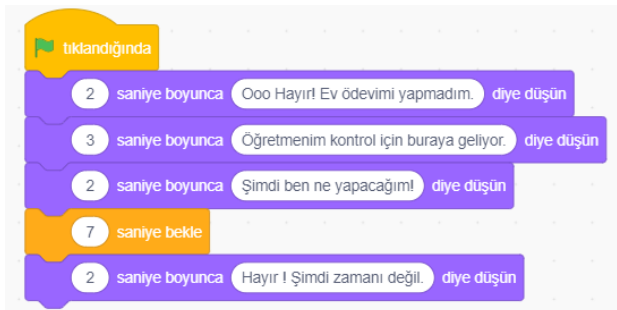 tıklandığında
2 saniye boyunca Ooo Hayır! Ev ödevimi yapmadım. diye düşün
3 saniye boyunca Öğretmenim kontrol için buraya geliyor. diye düşün
2 saniye boyunca Şimdi ben ne yapacağım! diye düşün
7 saniye bekle
2 saniye boyunca Hayır ! Şimdi zamanı değil. diye düşün